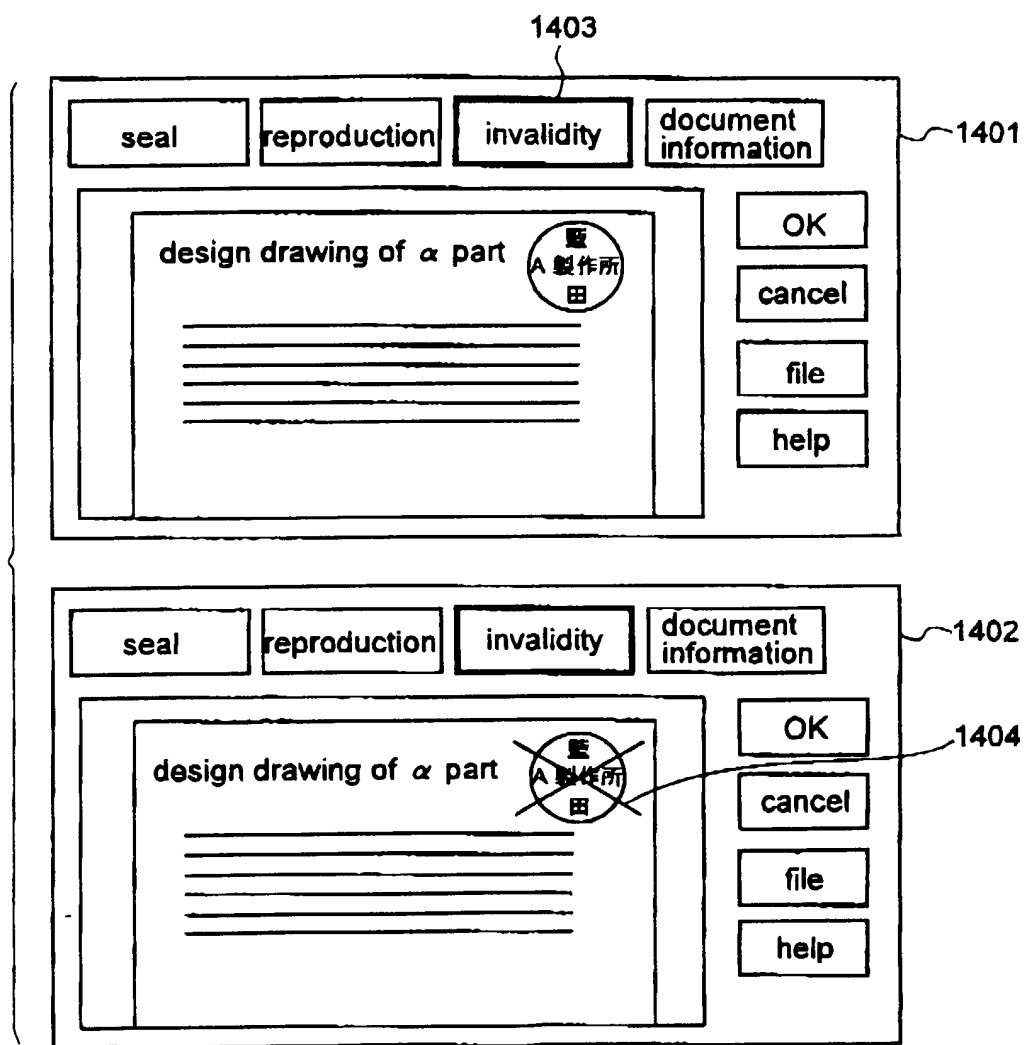 1403
1401
seal
reproduction
invalidity
document
information
design drawing of α part
A 製作所
田
OK
cancel
file
help
1402
seal
reproduction
invalidity
document
information
design drawing of α part
A 製作所
田
OK
1404
cancel
file
help